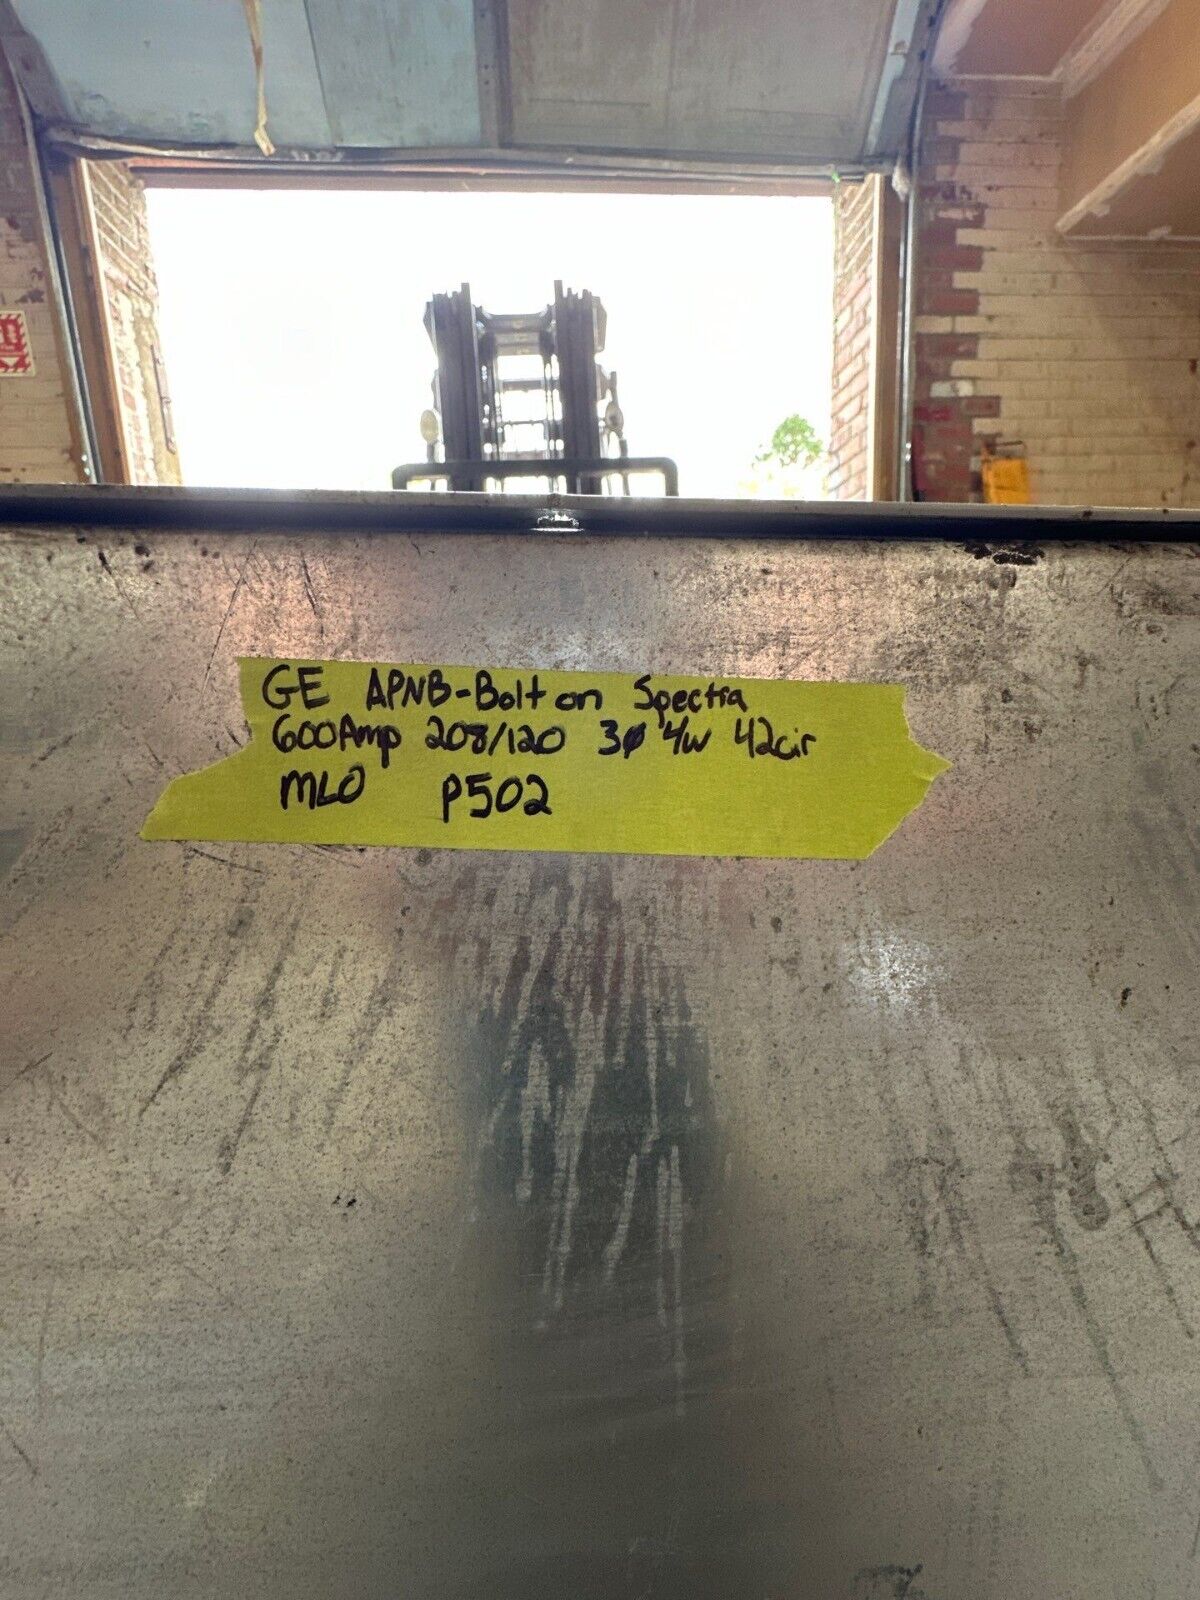 GE APNB-Bolt on Spectra
600Amp 208/120 3ø 4w 42cir
MLO P502